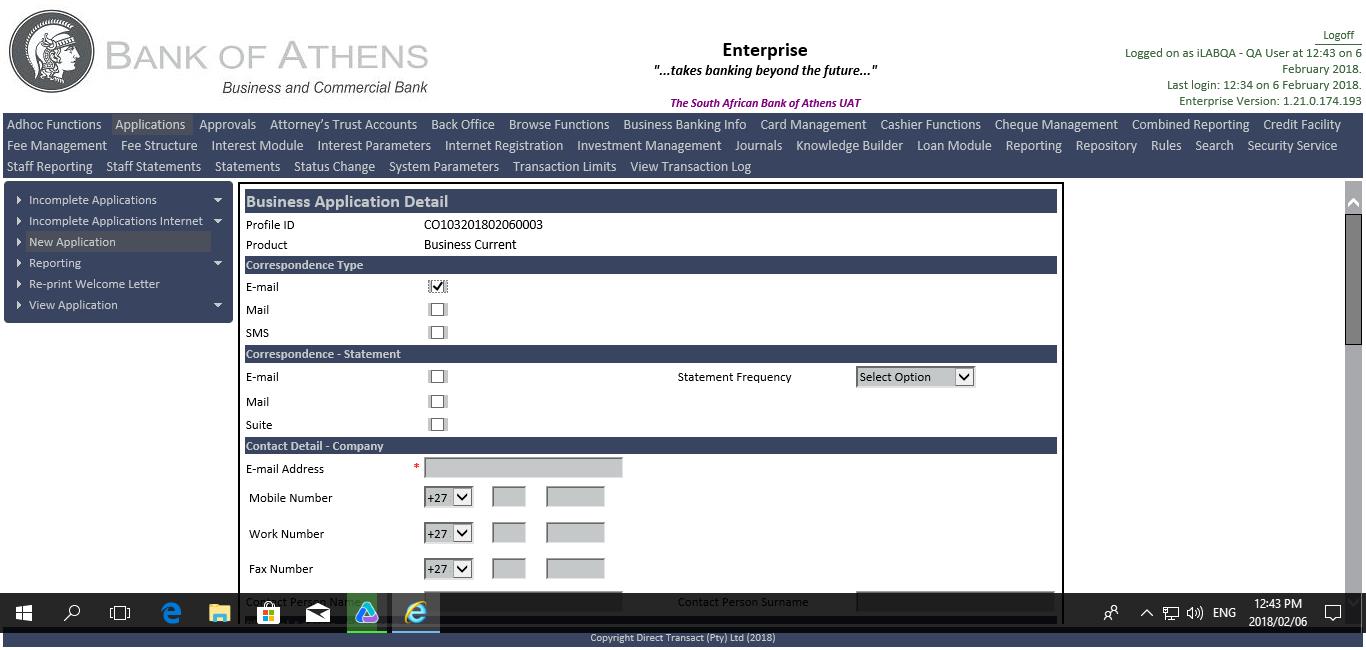 BANK OF ATHENS
Business and Commercial Bank
Enterprise
"...takes banking beyond the future..."
The South African Bank of Athens UAT
Logoff
Logged on as iLABQA - QA User at 12:43 on 6
February 2018.
Last login: 12:34 on 6 February 2018.
Enterprise Version: 1.21.0.174.193
Adhoc Functions Applications Approvals Attorney's Trust Accounts Back Office Browse Functions Business Banking Info Card Management Cashier Functions Cheque Management Combined Reporting Credit Facility
Fee Management Fee Structure Interest Module Interest Parameters Internet Registration Investment Management Journals Knowledge Builder Loan Module Reporting Repository Rules Search Security Service
Staff Reporting Staff Statements Statements Status Change System Parameters Transaction Limits View Transaction Log
Incomplete Applications
Incomplete Applications Internet
New Application
Reporting
Re-print Welcome Letter
View Application
Business Application Detail
Profile ID CO103201802060003
Product Business Current
Correspondence Type
E-mail
Mail
SMS
Correspondence - Statement
E-mail Statement Frequency Select Option
Mail
Suite
Contact Detail - Company
E-mail Address *
Mobile Number +27
Work Number +27
Fax Number +27
Contact Person Name Contact Person Surname
ENG
12:43 PM
2018/02/06
Copyright Direct Transact (Pty) Ltd (2018)